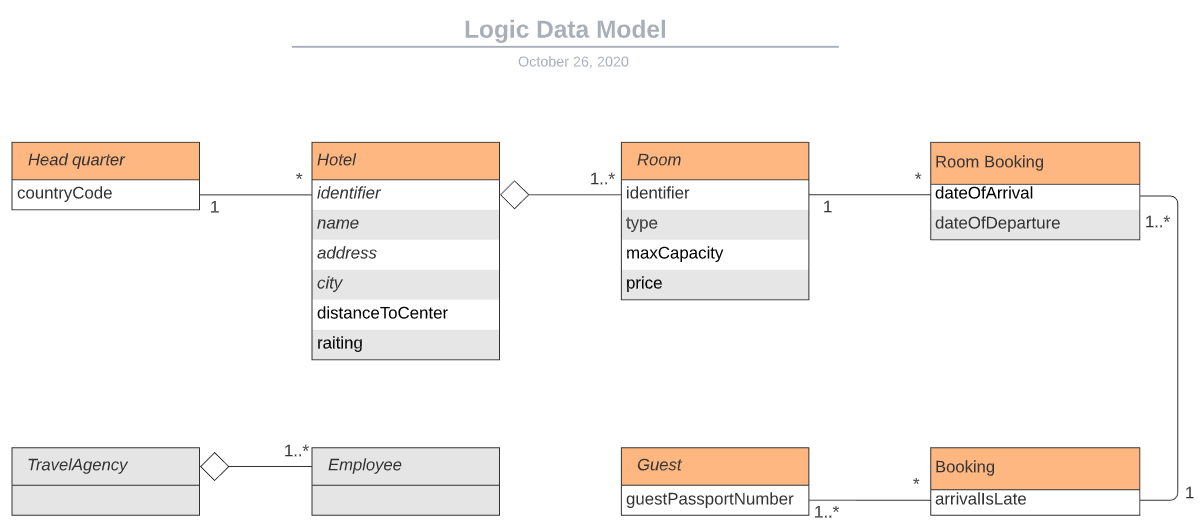 Logic Data Model
October 26, 2020
Head quarter
countryCode
1
*
Hotel
identifier
name
address
city
distanceToCenter
raiting
1..*
Room
identifier
type
maxCapacity
price
1
*
Room Booking
dateOfArrival
dateOfDeparture
1..*
TravelAgency
1..*
Employee
Guest
guestPassportNumber
1..*
*
Booking
arrivalIsLate
1